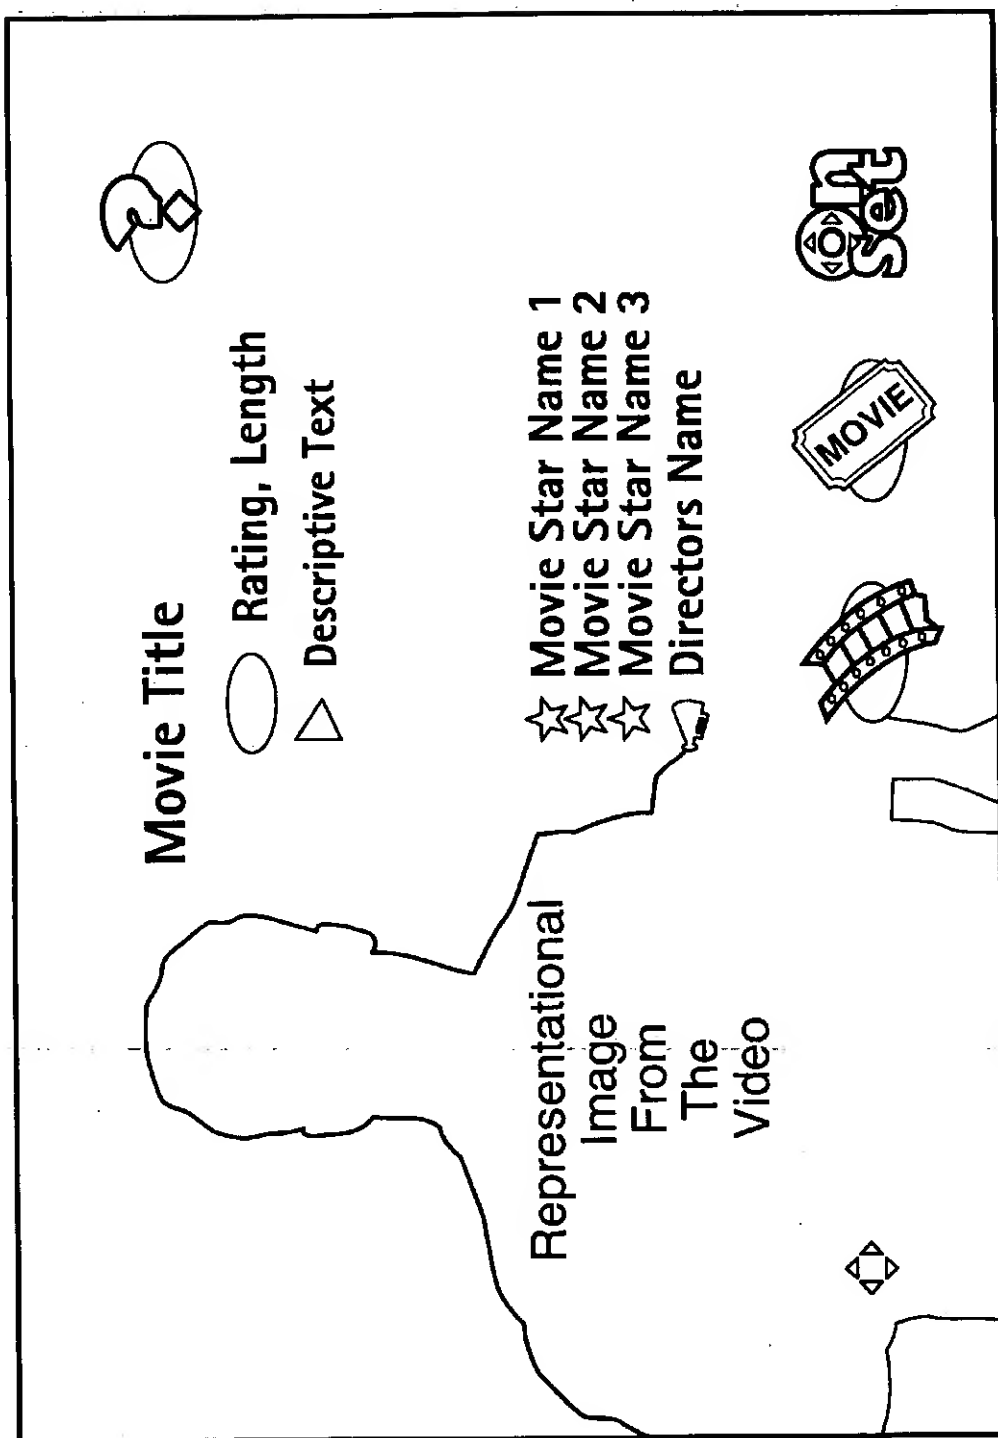 Movie Title
Rating, Length
Descriptive Text
Movie Star Name 1
Movie Star Name 2
Movie Star Name 3
Directors Name
Representational
Image
From
The
Video
MOVIE
on
set